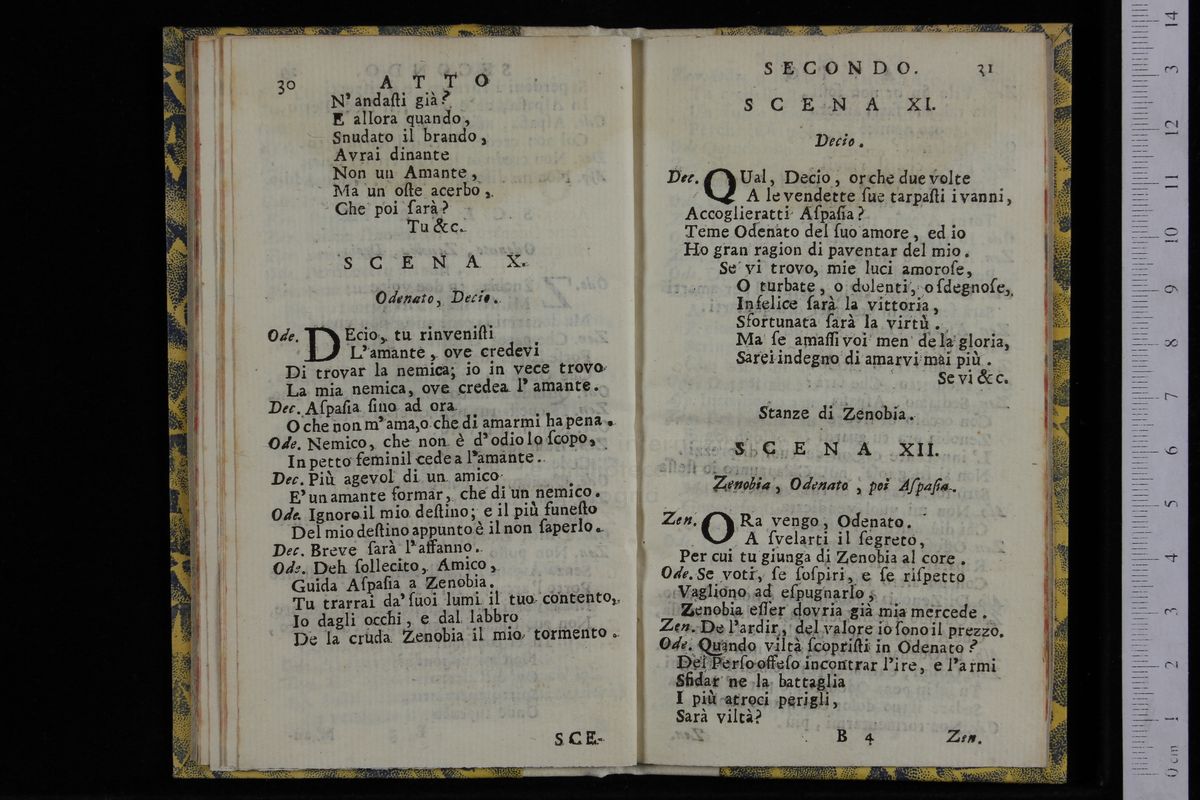 30 ATTO
N'andaſti già?
E allora quando,
Snudato il brando,
Avrai dinante
Non un Amante,
Ma un oſte acerbo,
Che poi ſarà?
Tu &c.
SCENA X.
Odenato, Decio.
Ode. DEcio, tu rinveniſti
L'amante, ove credevi
Di trovar la nemica; io in vece trovo
La mia nemica, ove credea l'amante.
Dec. Aſpaſia ſino ad ora
O che non m'ama, o che di amarmi ha pena.
Ode. Nemico, che non è d'odio lo ſcopo,
In petto feminil cede a l'amante.
Dec. Più agevol di un amico
E' un amante formar, che di un nemico.
Ode. Ignoro il mio deſtino; e il più funeſto
Del mio deſtino appunto è il non ſaperlo.
Dec. Breve ſarà l'affanno.
Ode. Deh ſollecito, Amico,
Guida Aſpaſia a Zenobia.
Tu trarrai da' ſuoi lumi il tuo contento,
Io dagli occhi, e dal labbro
De la cruda Zenobia il mio tormento.
SCE-
SECONDO. 31
SCENA XI.
Decio.
Dec. QUal, Decio, or che due volte
A le vendette ſue tarpaſti i vanni,
Accoglieratti Aſpaſia?
Teme Odenato del ſuo amore, ed io
Ho gran ragion di paventar del mio.
Se vi trovo, mie luci amoroſe,
O turbate, o dolenti, o ſdegnoſe,
Infelice ſarà la vittoria,
Sfortunata ſarà la virtù.
Ma ſe amaſſi voi men de la gloria,
Sarei indegno di amarvi mai più.
Se vi &c.
Stanze di Zenobia.
SCENA XII.
Zenobia, Odenato, poi Aſpaſia.
Zen. ORa vengo, Odenato.
A ſvelarti il ſegreto,
Per cui tu giunga di Zenobia al core.
Ode. Se voti, ſe ſoſpiri, e ſe riſpetto
Vagliono ad eſpugnarlo,
Zenobia eſſer dovria già mia mercede.
Zen. De l'ardir, del valore io ſono il prezzo.
Ode. Quando viltà ſcopriſti in Odenato?
Del Perſo offeſo incontrar l'ire, e l'armi
Sfidar ne la battaglia
I più atroci perigli,
Sarà viltà?
B 4 Zen.